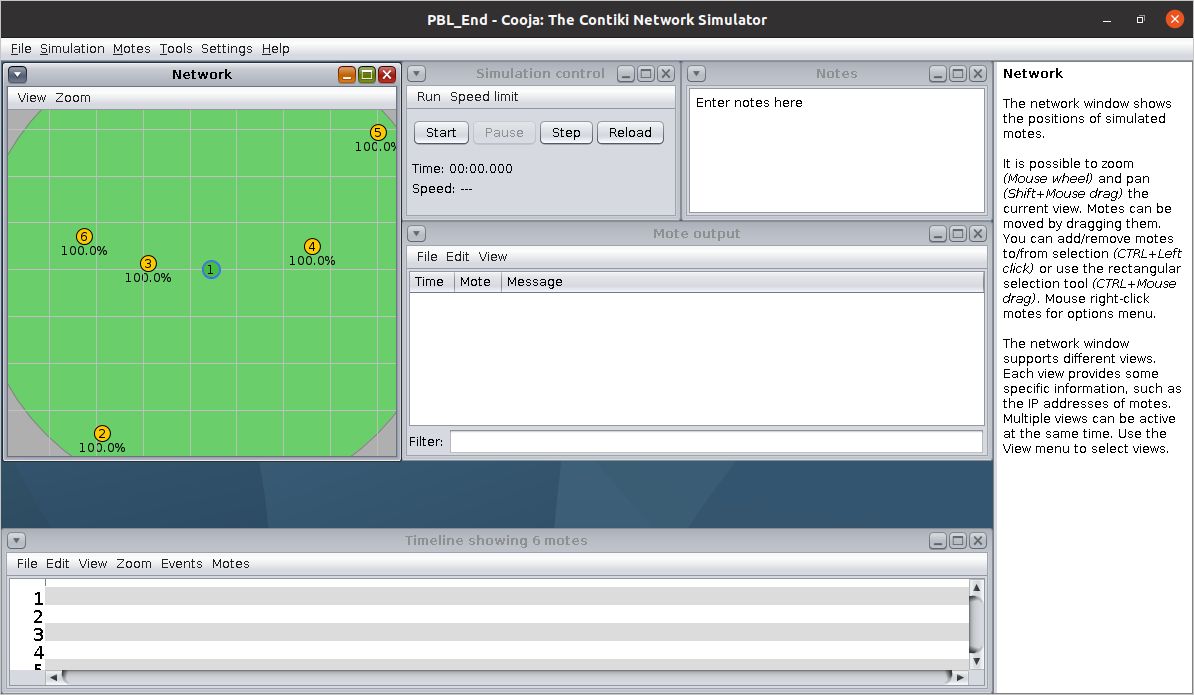 PBL_End - Cooja: The Contiki Network Simulator
File Simulation Motes Tools Settings Help
Network
View Zoom
5
100.0%
6
100.0%
4
100.0%
3
100.0%
1
2
100.0%
Simulation control
Run Speed limit
Start Pause Step Reload
Time: 00:00.000
Speed: ---
Notes
Enter notes here
Mote output
File Edit View
Time Mote Message
Filter:
Timeline showing 6 motes
File Edit View Zoom Events Motes
1
2
3
4
5
Network
The network window shows
the positions of simulated
motes.
It is possible to zoom
(Mouse wheel) and pan
(Shift+Mouse drag) the
current view. Motes can be
moved by dragging them.
You can add/remove motes
to/from selection (CTRL+Left
click) or use the rectangular
selection tool (CTRL+Mouse
drag). Mouse right-click
motes for options menu.
The network window
supports different views.
Each view provides some
specific information, such as
the IP addresses of motes.
Multiple views can be active
at the same time. Use the
View menu to select views.